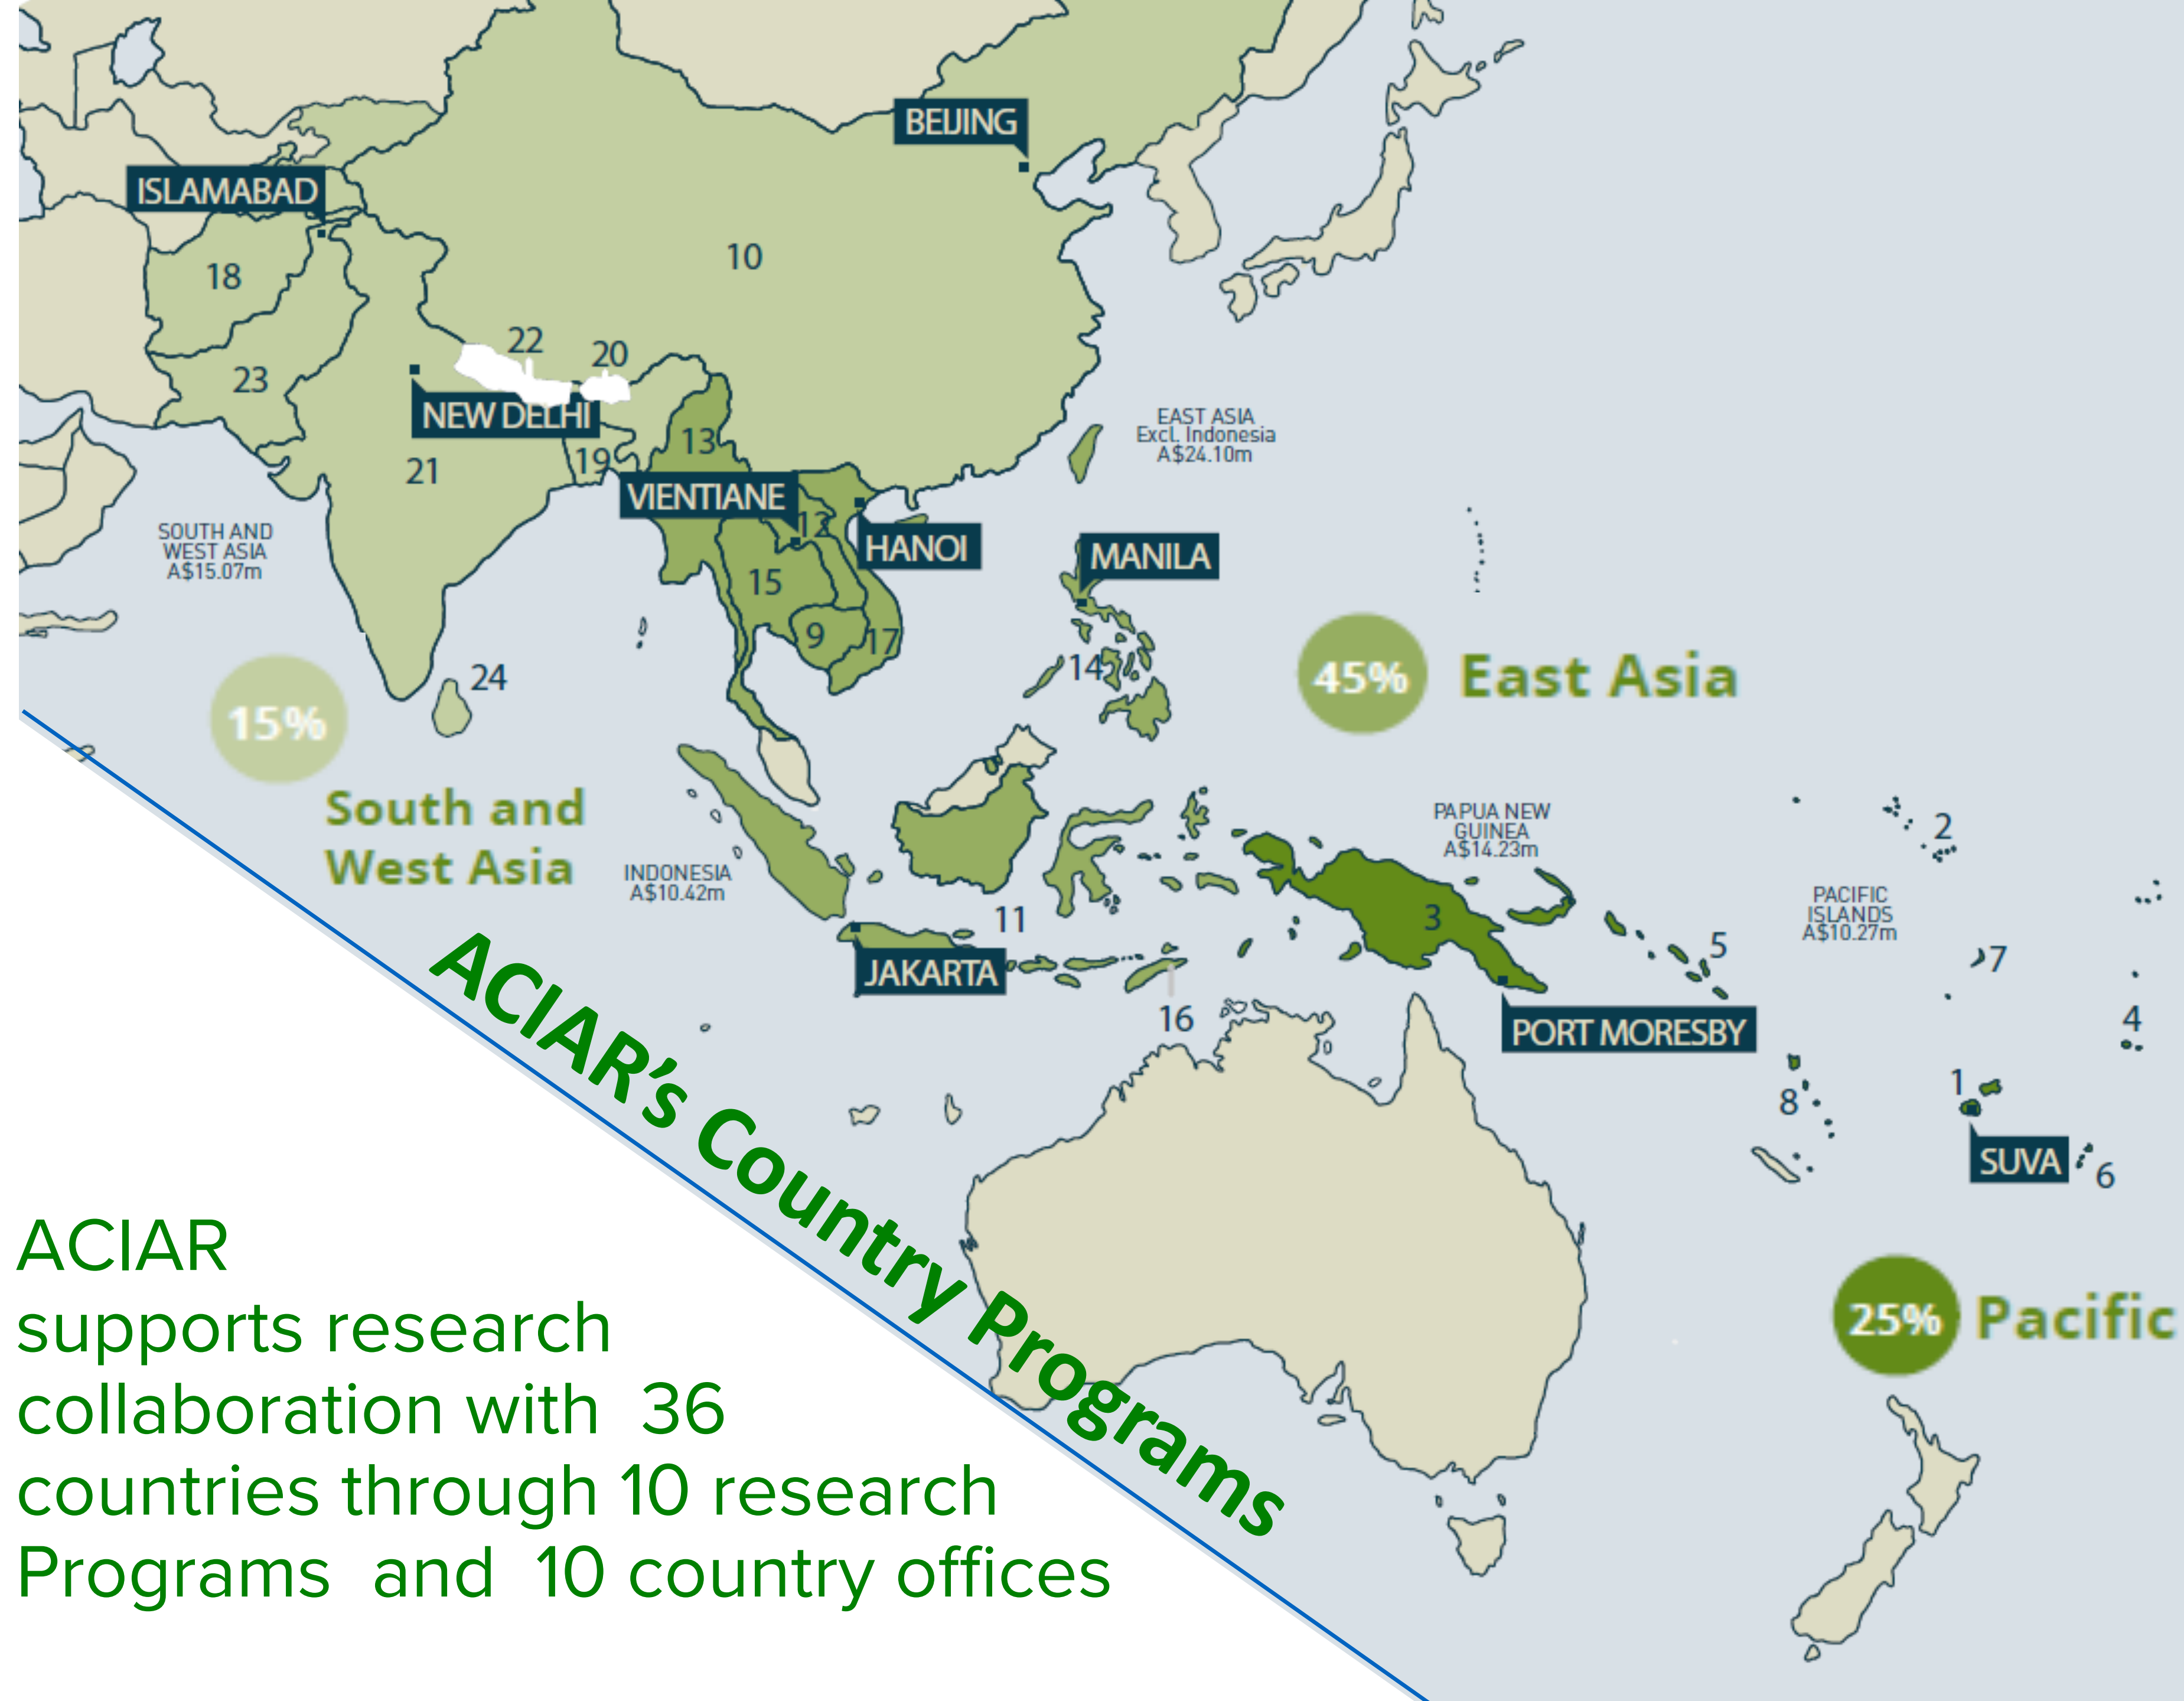 BEIJING
ISLAMABAD
10
18
22
20
23
NEW DELHI
EAST ASIA
Excl. Indonesia
A$24.10m
13
19
21
VIENTIANE
12
HANOI
MANILA
SOUTH AND
WEST ASIA
A$15.07m
15
9
17
14
24
45% East Asia
15%
South and
West Asia
PAPUA NEW
GUINEA
A$14.23m
2
INDONESIA
A$10.42m
PACIFIC
ISLANDS
A$10.27m
11
3
5
7
JAKARTA
16
PORT MORESBY
4
1
8
SUVA
6
ACIAR's Country Programs
25% Pacific
ACIAR
supports research
collaboration with 36
countries through 10 research
Programs and 10 country offices